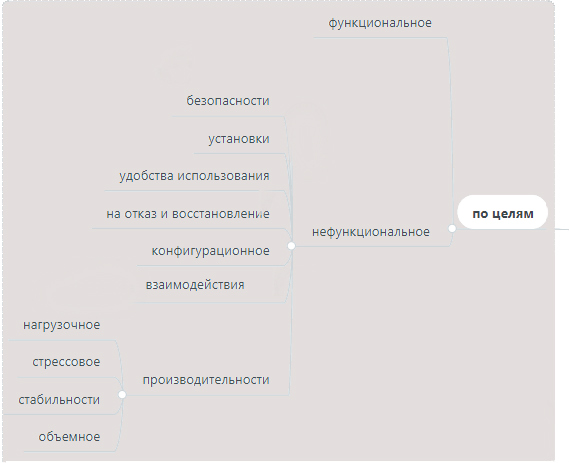 функциональное
безопасности
установки
удобства использования
на отказ и восстановление
конфигурационное
взаимодействия
нефункциональное
по целям
нагрузочное
стрессовое
стабильности
объемное
производительности